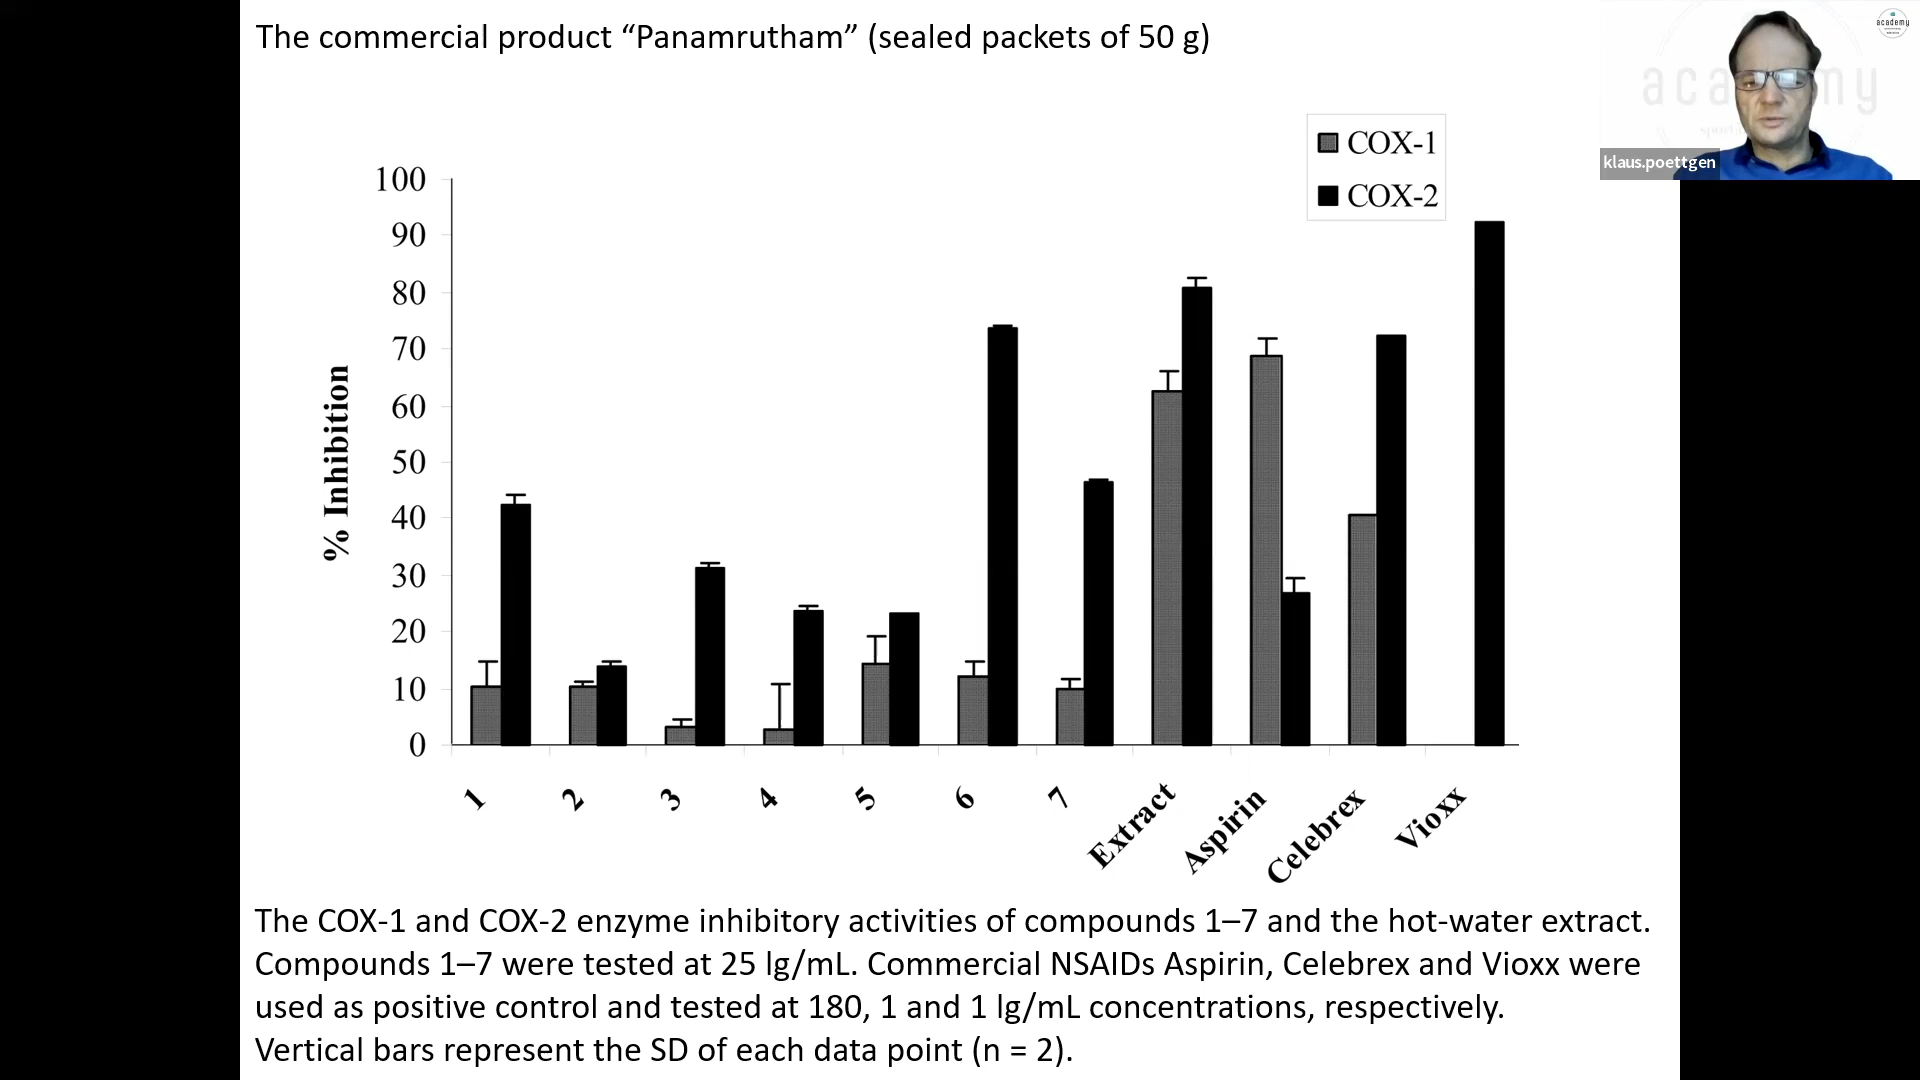 The commercial product “Panamrutham” (sealed packets of 50 g)
academy
klaus.poettgen
COX-1
COX-2
100
90
80
70
60
50
40
30
20
10
0
% Inhibition
1
2
3
4
5
6
7
Extract
Aspirin
Celebrex
Vioxx
The COX-1 and COX-2 enzyme inhibitory activities of compounds 1–7 and the hot-water extract.
Compounds 1–7 were tested at 25 lg/mL. Commercial NSAIDs Aspirin, Celebrex and Vioxx were
used as positive control and tested at 180, 1 and 1 lg/mL concentrations, respectively.
Vertical bars represent the SD of each data point (n = 2).